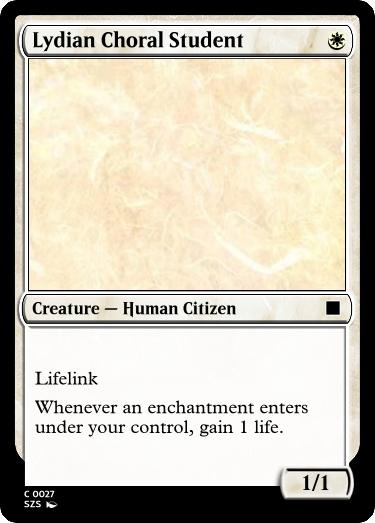 Lydian Choral Student
Creature — Human Citizen
Lifelink
Whenever an enchantment enters
under your control, gain 1 life.
1/1
C 0027
SZS